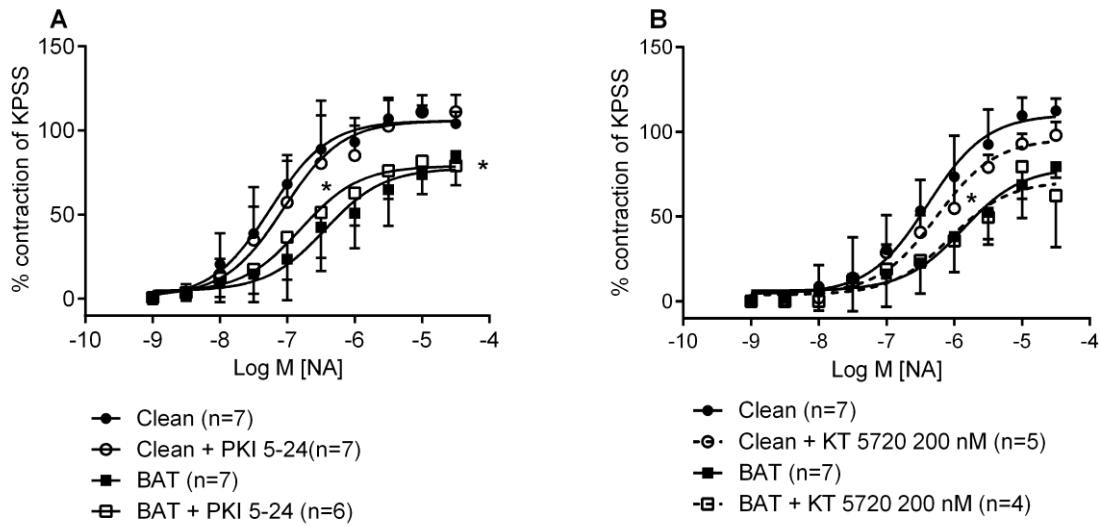 A
% contraction of KPSS
150
100
50
0
*
*
-10 -9 -8 -7 -6 -5 -4
Log M [NA]
Clean (n=7)
Clean + PKI 5-24(n=7)
BAT (n=7)
BAT + PKI 5-24 (n=6)
B
% contraction of KPSS
150
100
50
0
*
-10 -9 -8 -7 -6 -5 -4
Log M [NA]
Clean (n=7)
Clean + KT 5720 200 nM (n=5)
BAT (n=7)
BAT + KT 5720 200 nM (n=4)